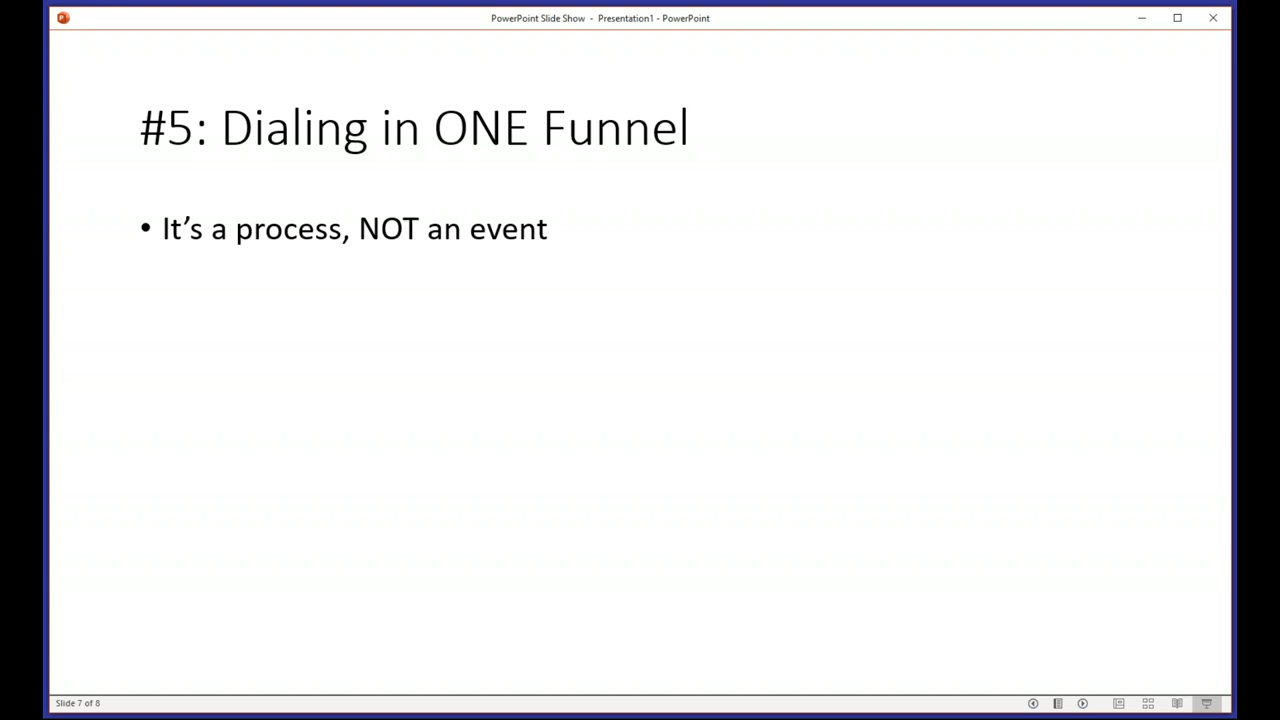 PowerPoint Slide Show - Presentation1 - PowerPoint
#5: Dialing in ONE Funnel
• It’s a process, NOT an event
Slide 7 of 8